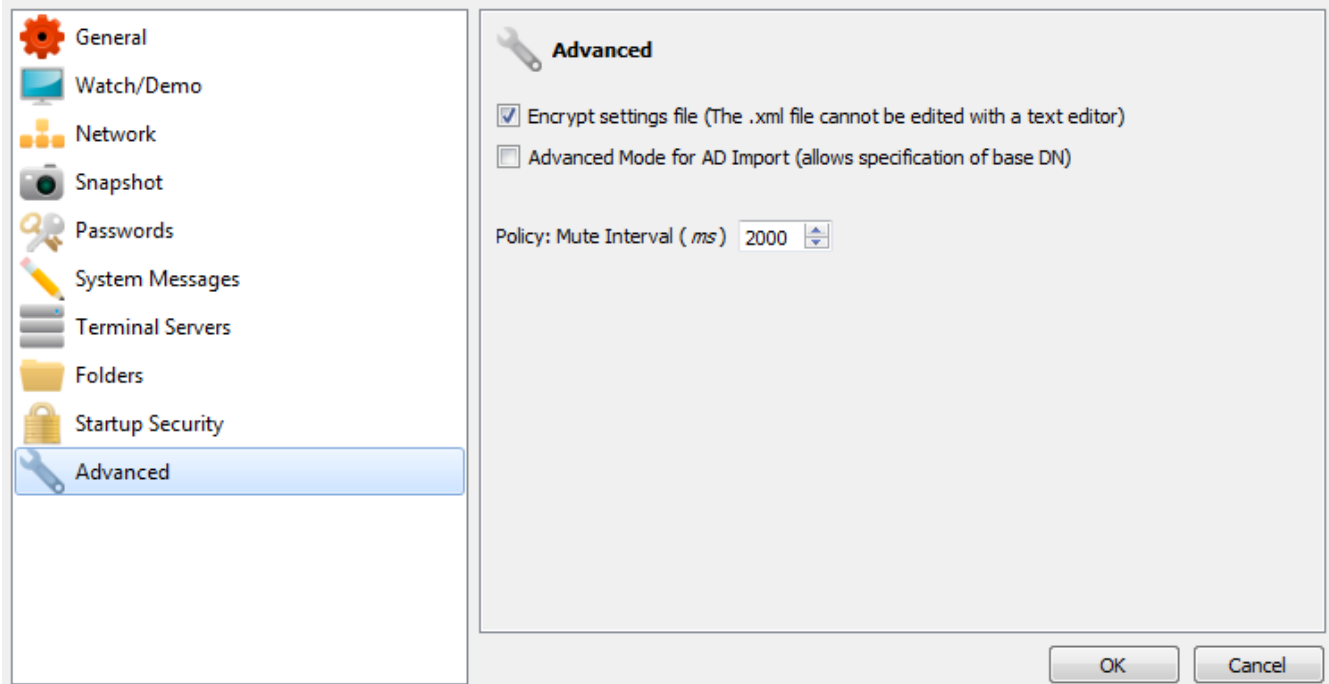 General
Watch/Demo
Network
Snapshot
Passwords
System Messages
Terminal Servers
Folders
Startup Security
Advanced
Advanced
Encrypt settings file (The .xml file cannot be edited with a text editor)
Advanced Mode for AD Import (allows specification of base DN)
Policy: Mute Interval ( ms ) 2000
OK Cancel